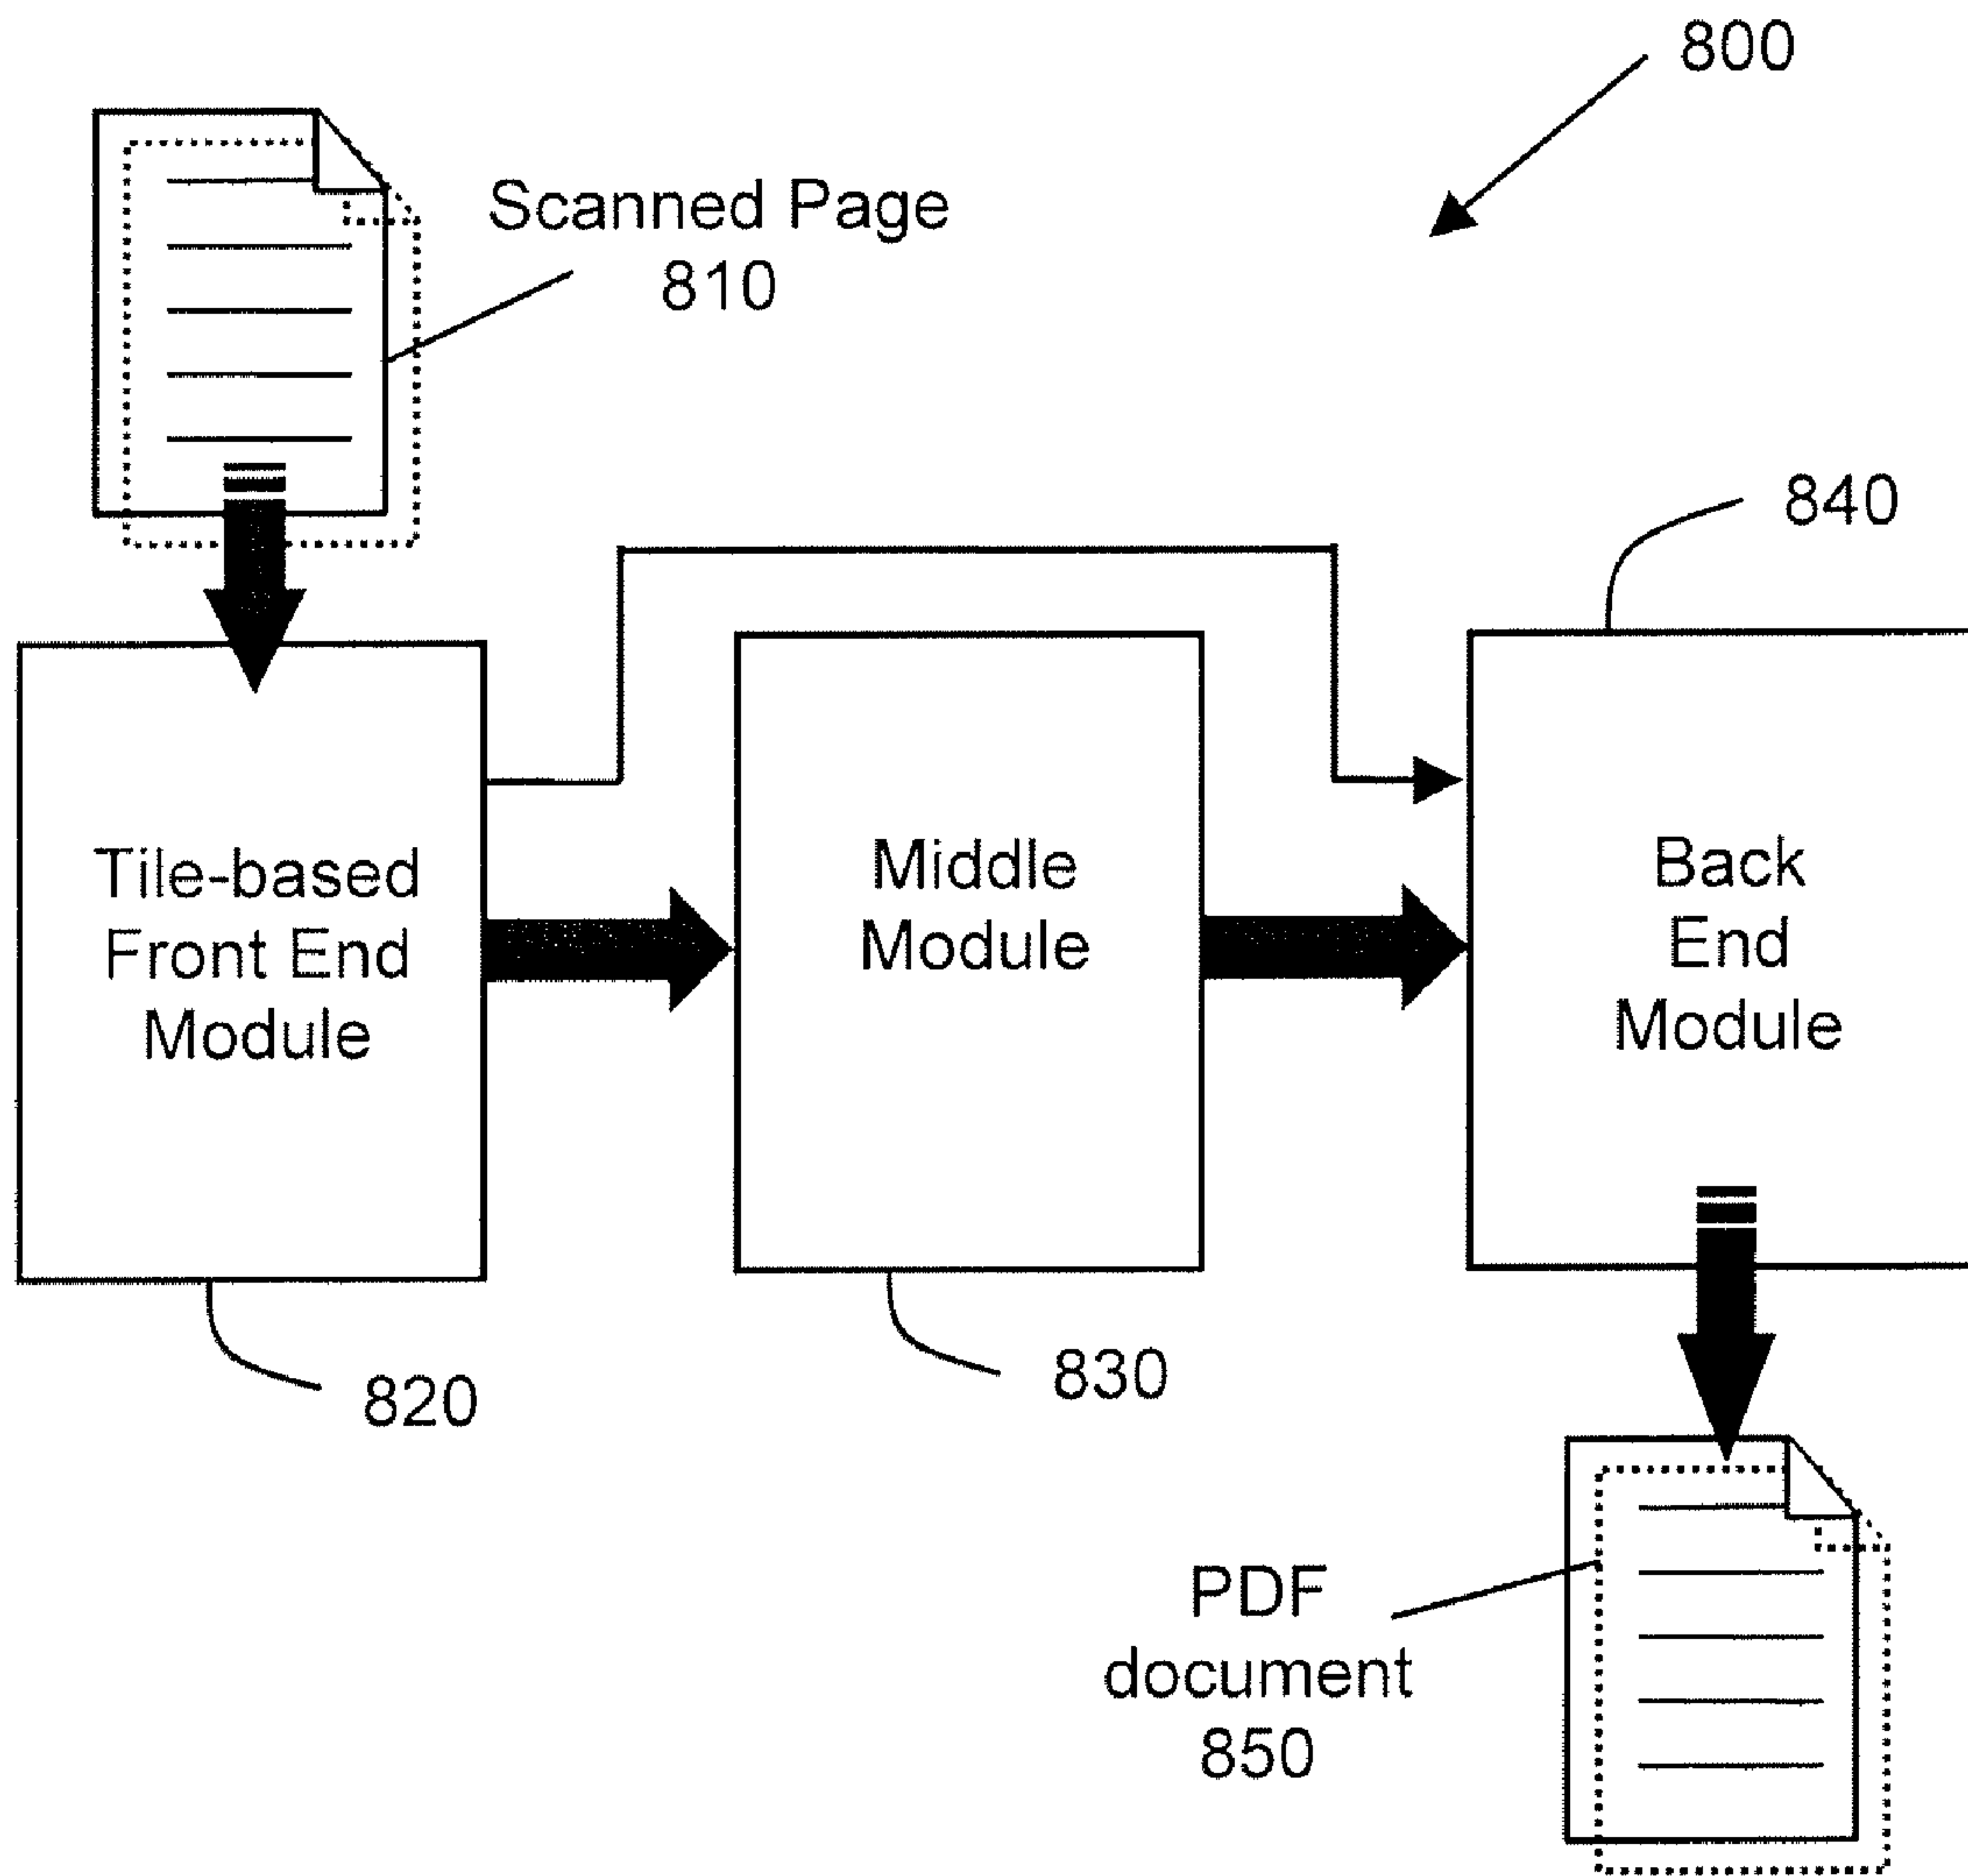 800
Scanned Page
810
840
Tile-based
Front End
Module
Middle
Module
Back
End
Module
820
830
PDF
document
850